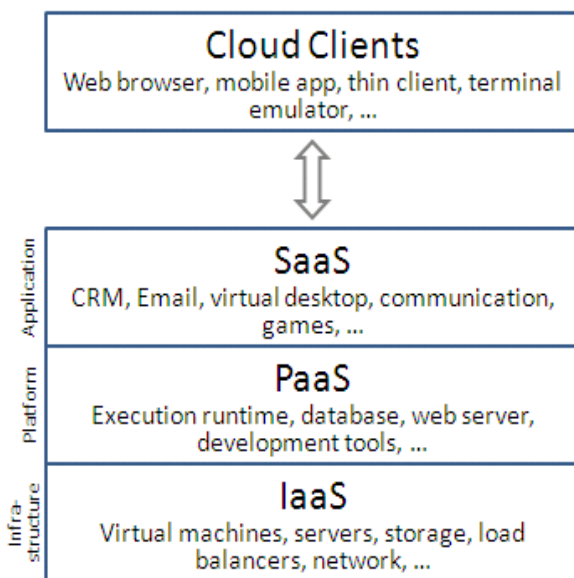 Cloud Clients
Web browser, mobile app, thin client, terminal
emulator, ...
Application
SaaS
CRM, Email, virtual desktop, communication,
games, ...
Platform
PaaS
Execution runtime, database, web server,
development tools, ...
Infra-
structure
IaaS
Virtual machines, servers, storage, load
balancers, network, ...